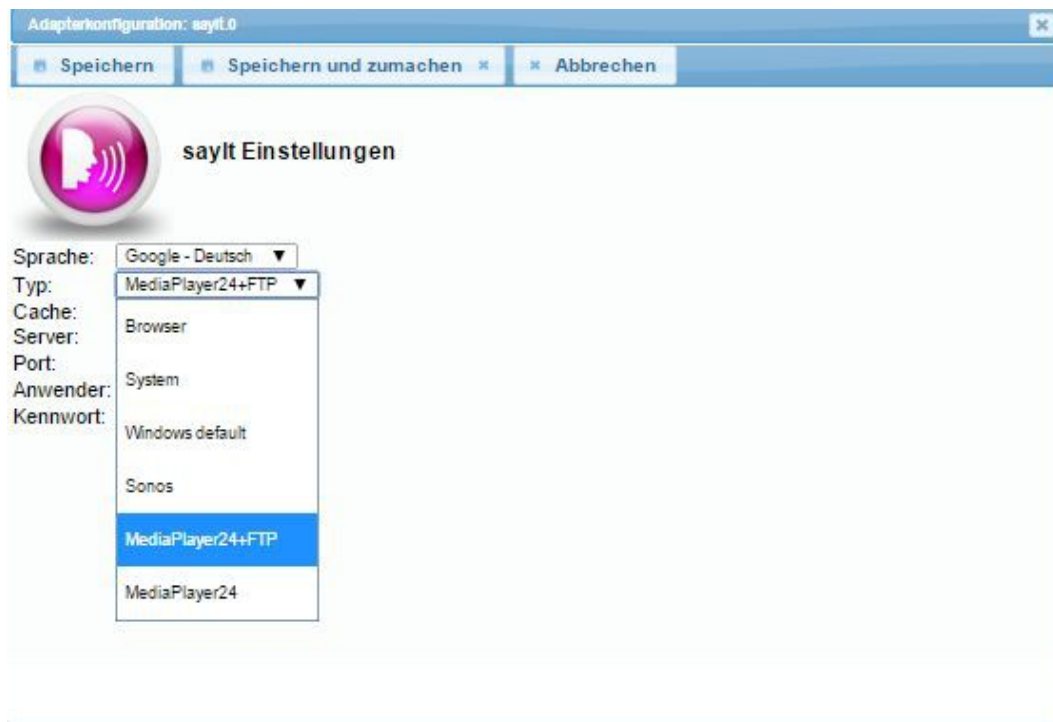 Adapterkonfiguration: sayit.0
Speichern
Speichern und zumachen
Abbrechen
sayIt Einstellungen
Sprache: Google - Deutsch
Typ: MediaPlayer24+FTP
Cache:
Server:
Port:
Anwender:
Kennwort:
Browser
System
Windows default
Sonos
MediaPlayer24+FTP
MediaPlayer24